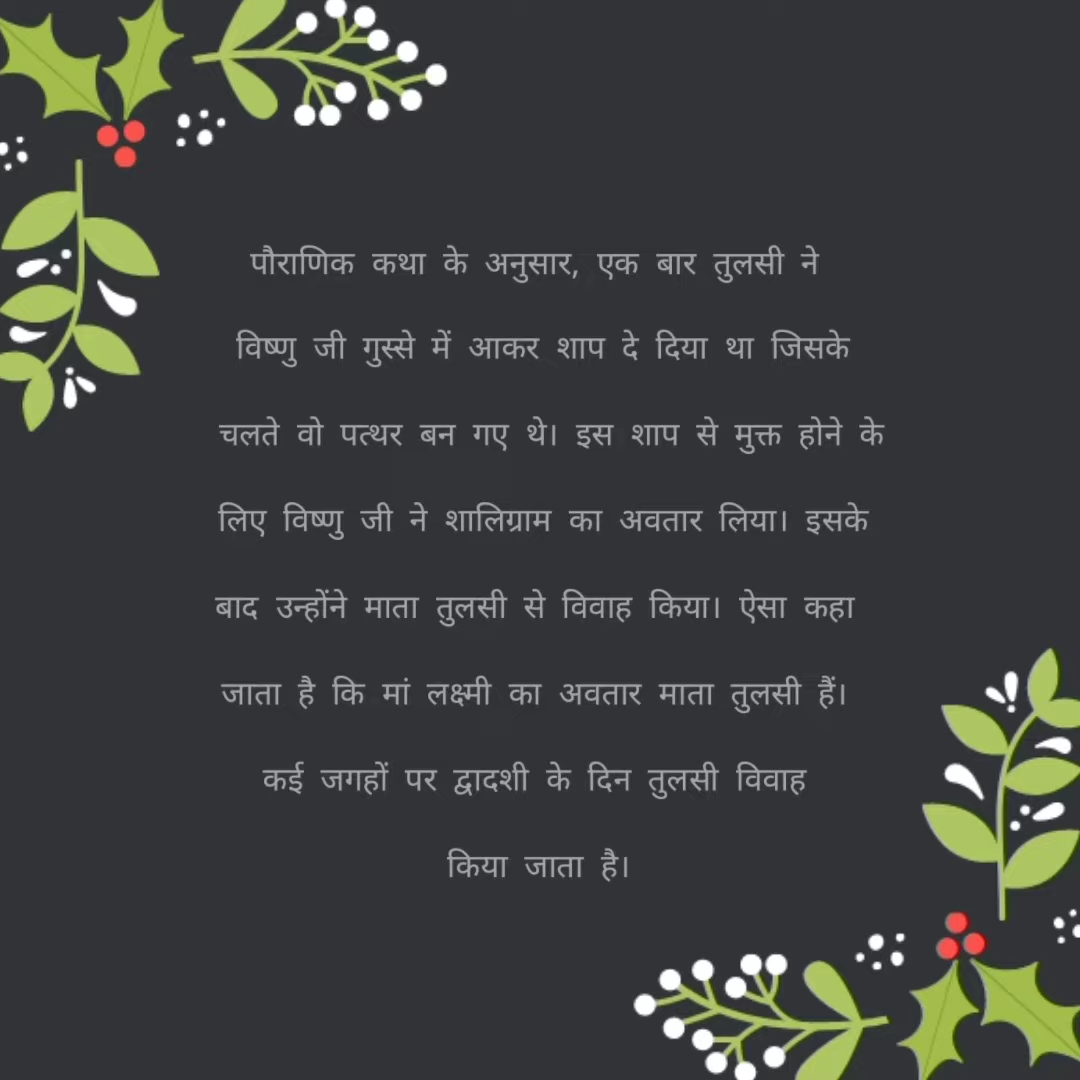 पौराणिक कथा के अनुसार, एक बार तुलसी ने
विष्णु जी गुस्से में आकर शाप दे दिया था जिसके
चलते वो पत्थर बन गए थे। इस शाप से मुक्त होने के
लिए विष्णु जी ने शालिग्राम का अवतार लिया। इसके
बाद उन्होंने माता तुलसी से विवाह किया। ऐसा कहा
जाता है कि मां लक्ष्मी का अवतार माता तुलसी हैं।
कई जगहों पर द्वादशी के दिन तुलसी विवाह
किया जाता है।